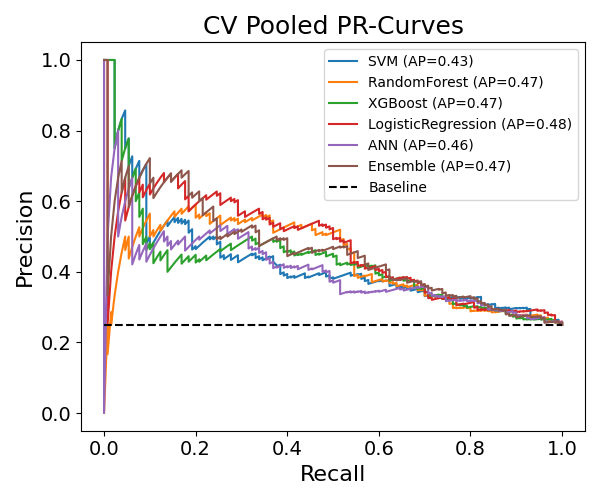 CV Pooled PR-Curves
SVM (AP=0.43)
RandomForest (AP=0.47)
XGBoost (AP=0.47)
LogisticRegression (AP=0.48)
ANN (AP=0.46)
Ensemble (AP=0.47)
Baseline
Precision
1.0
0.8
0.6
0.4
0.2
0.0
0.0 0.2 0.4 0.6 0.8 1.0
Recall